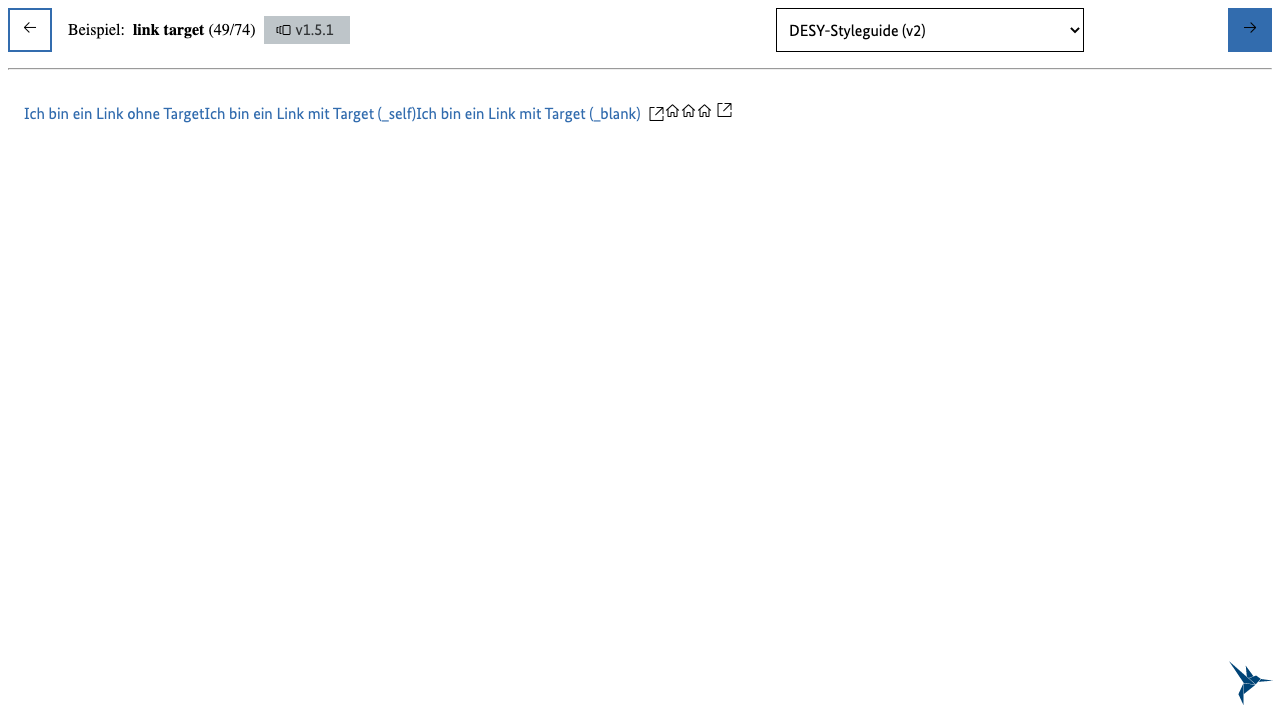 Beispiel: link target (49/74) v1.5.1 DESY-Styleguide (v2)
Ich bin ein Link ohne TargetIch bin ein Link mit Target (_self)Ich bin ein Link mit Target (_blank)